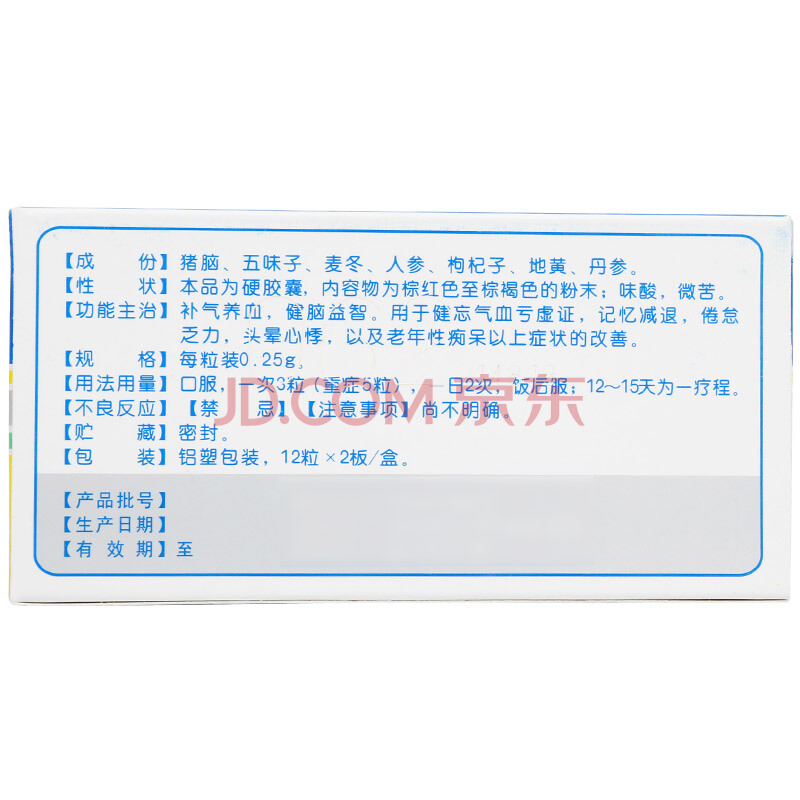 【成 份】猪脑、五味子、麦冬、人参、枸杞子、地黄、丹参。
【性 状】本品为硬胶囊，内容物为棕红色至棕褐色的粉末；味酸，微苦。
【功能主治】补气养血，健脑益智。用于健忘气血亏虚证，记忆减退，倦怠
乏力，头晕心悸，以及老年性痴呆以上症状的改善。
【规 格】每粒装0.25g。
【用法用量】口服，一次3粒（重症5粒），一日2次，饭后服；12～15天为一疗程。
【不良反应】【禁 忌】【注意事项】尚不明确。
【贮 藏】密封。
【包 装】铝塑包装，12粒×2板/盒。
【产品批号】
【生产日期】
【有 效 期】至
JD.COM 京东